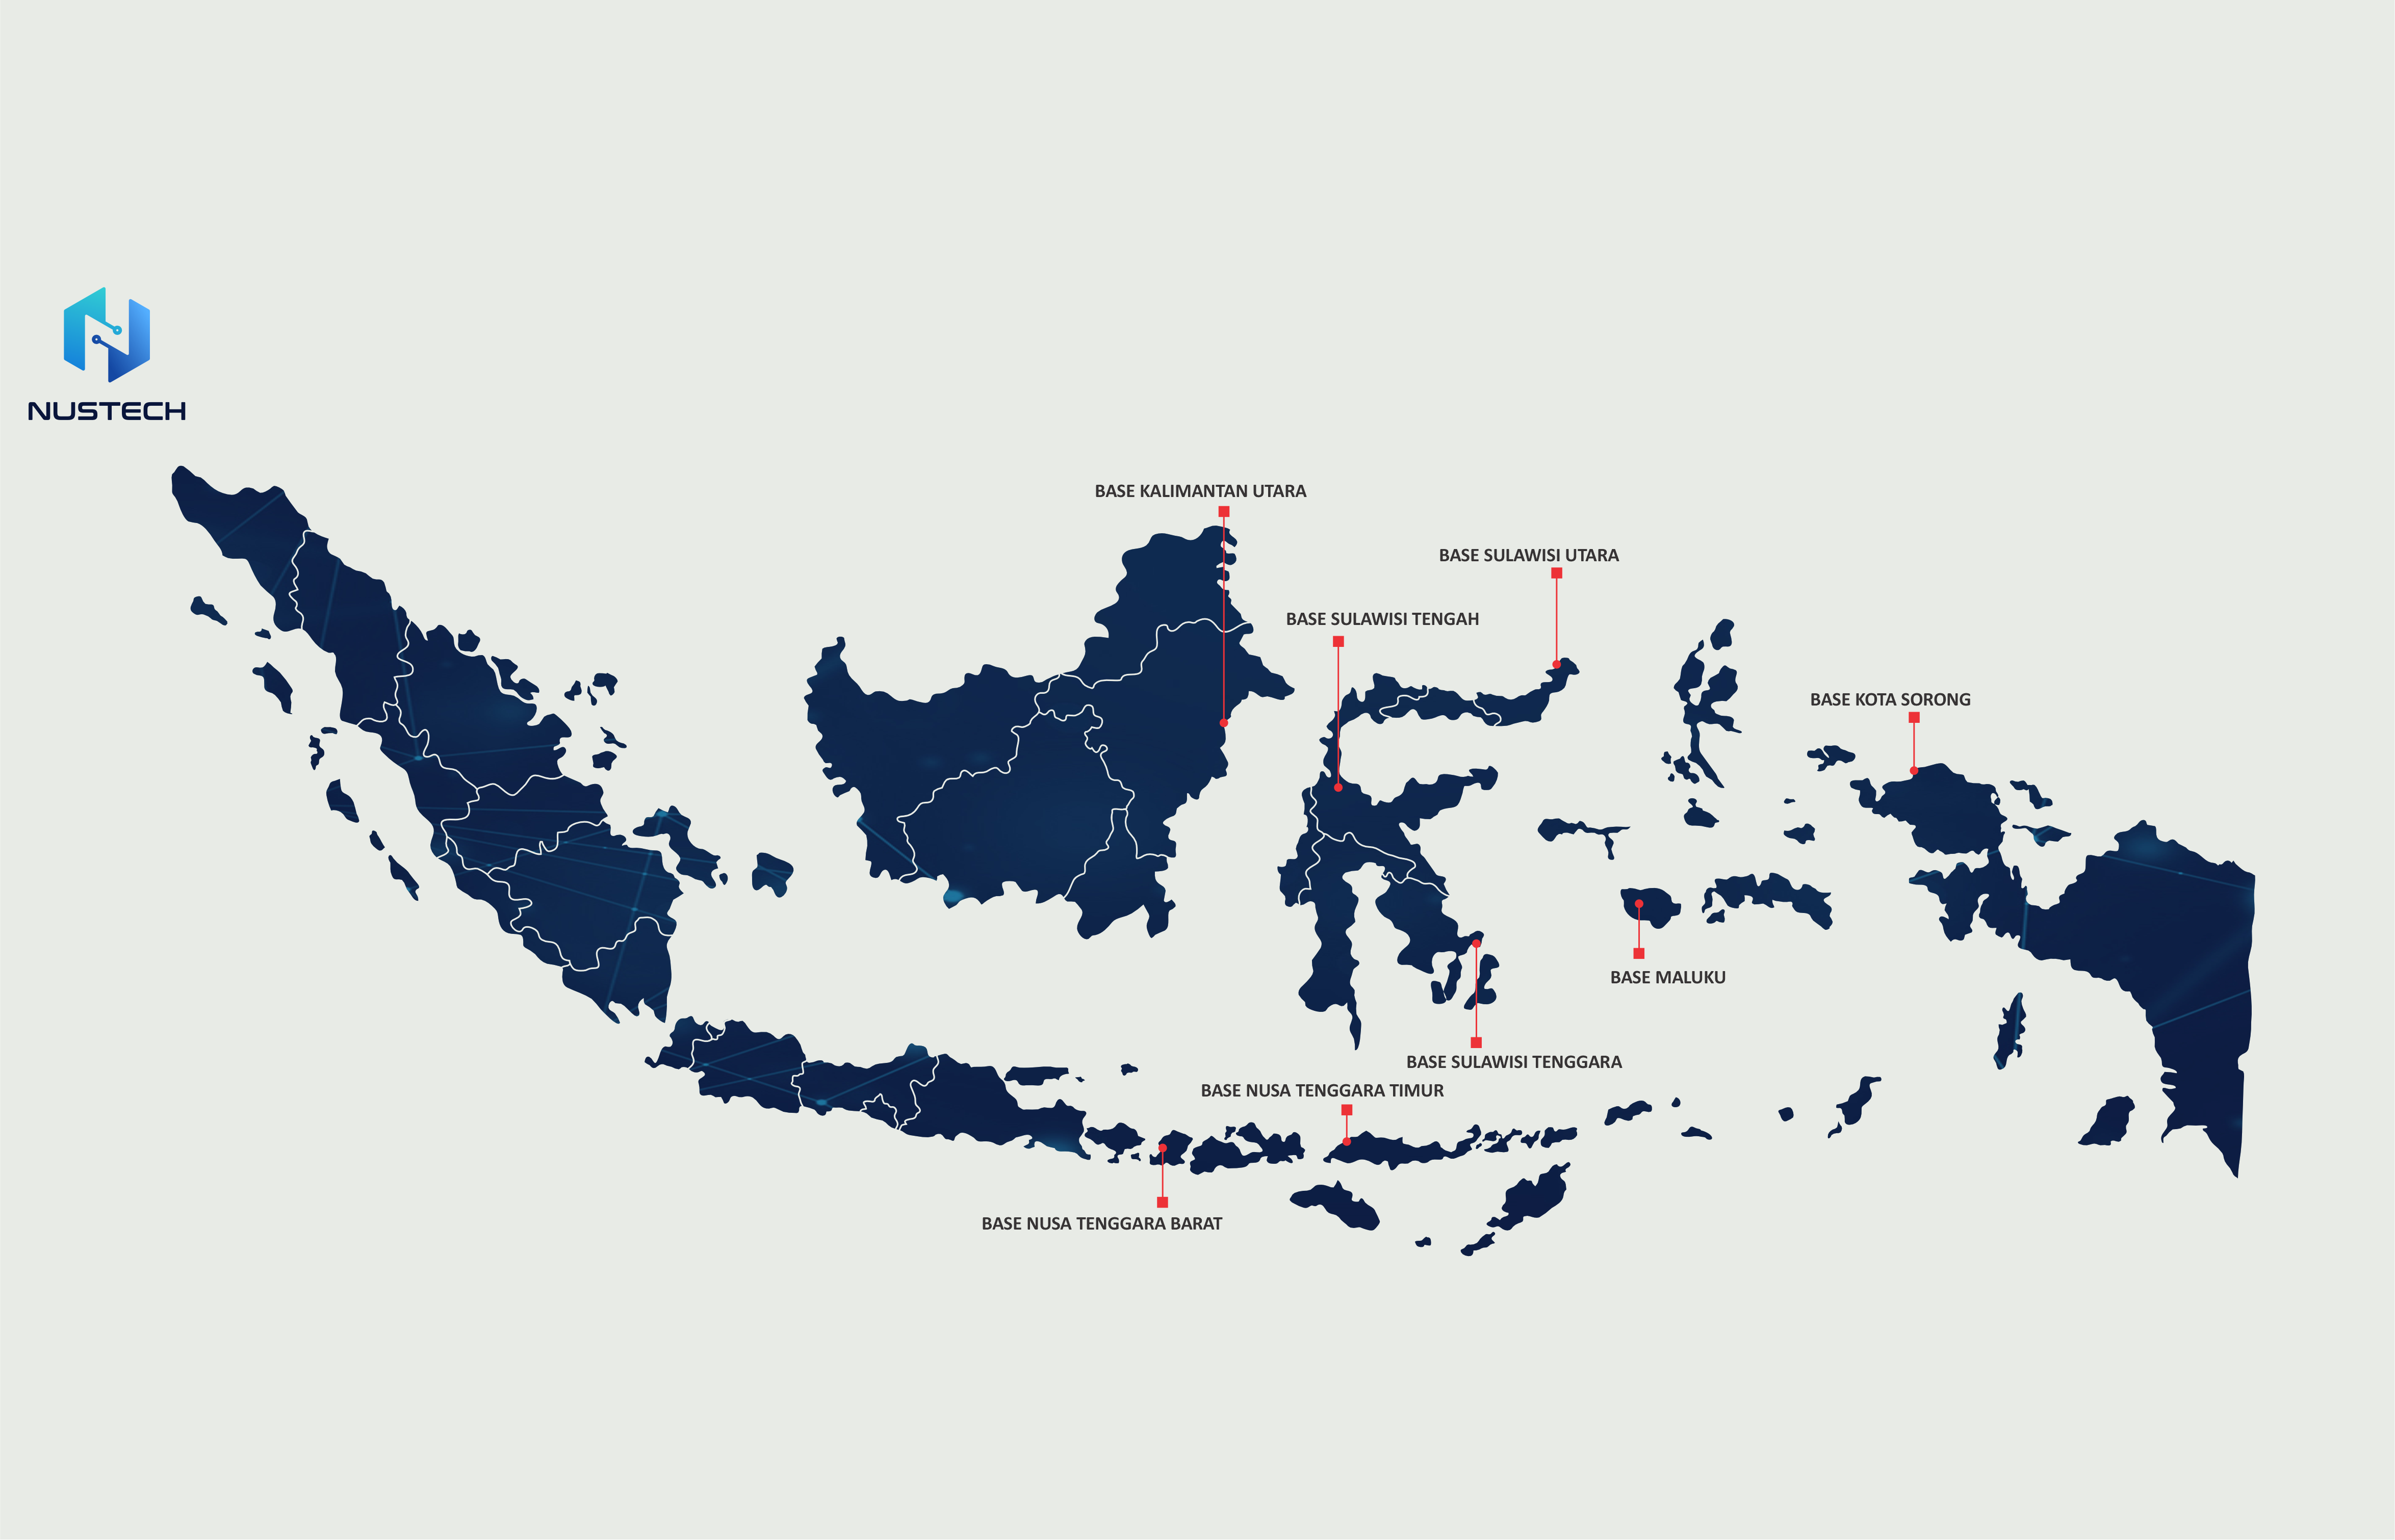 NUSTECH
BASE KALIMANTAN UTARA
BASE SULAWISI UTARA
BASE SULAWISI TENGAH
BASE KOTA SORONG
BASE MALUKU
BASE SULAWISI TENGGARA
BASE NUSA TENGGARA TIMUR
BASE NUSA TENGGARA BARAT